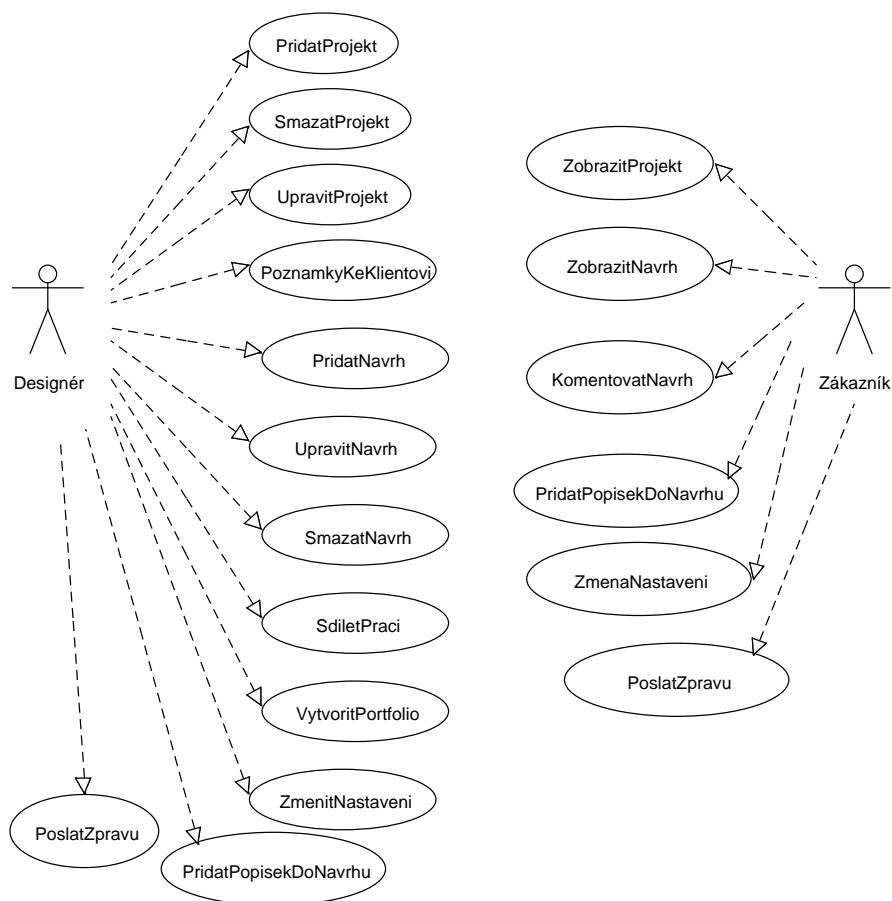 PridatProjekt
SmazatProjekt
UpravitProjekt
PoznamkyKeKlientovi
Designér
PridatNavrh
UpravitNavrh
SmazatNavrh
SdiletPraci
VytvoritPortfolio
ZmenitNastaveni
PoslatZpravu
PridatPopisekDoNavrhu
ZobrazitProjekt
ZobrazitNavrh
Zákazník
KomentovatNavrh
PridatPopisekDoNavrhu
ZmenaNastaveni
PoslatZpravu